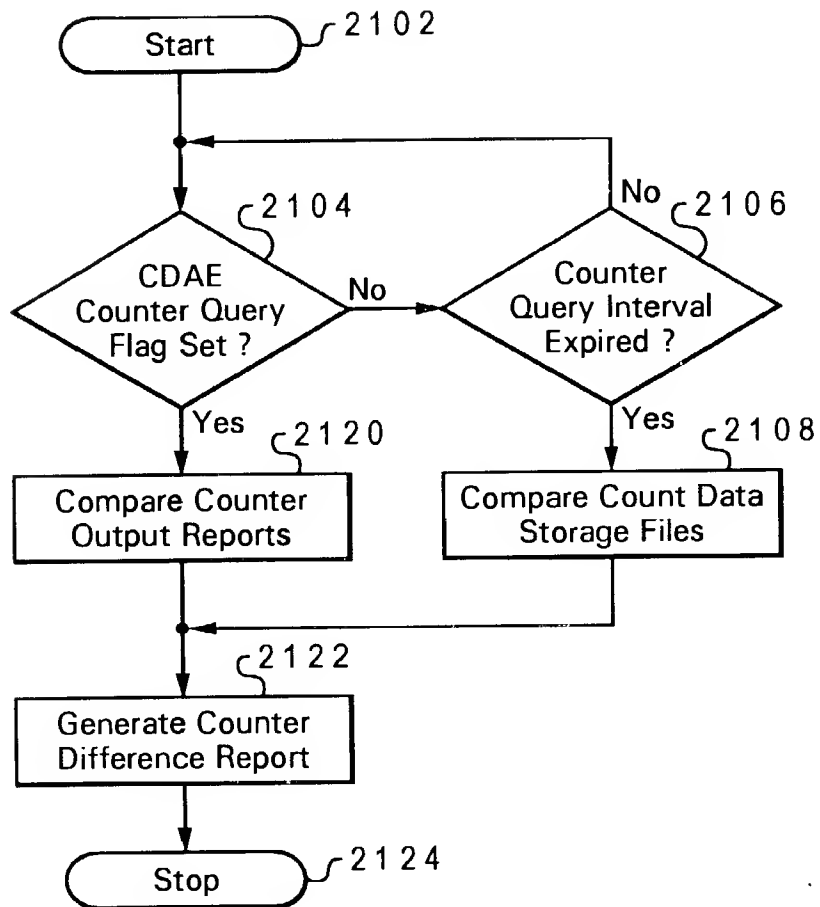 Start
2102
2104
CDAE
Counter Query
Flag Set ?
No
Yes
No
2106
Counter
Query Interval
Expired ?
Yes
2120
Compare Counter
Output Reports
2108
Compare Count Data
Storage Files
2122
Generate Counter
Difference Report
Stop
2124